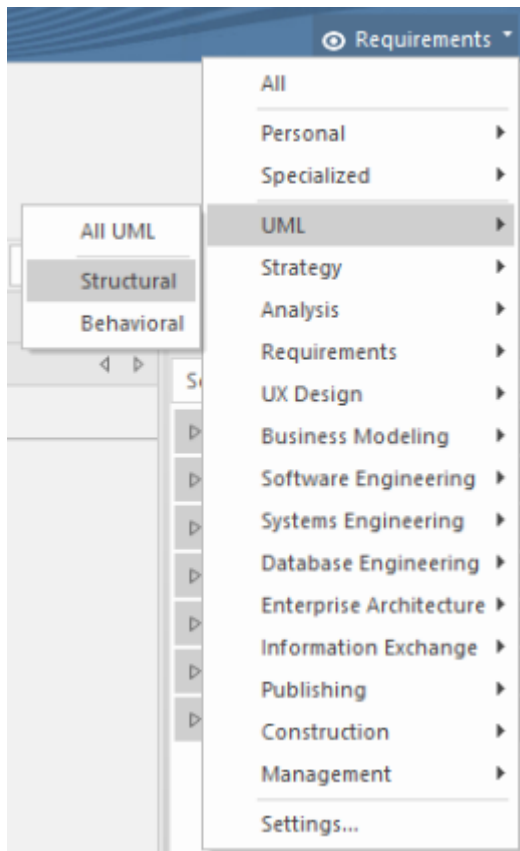 Requirements
All
Personal
Specialized
UML
Strategy
Analysis
Requirements
UX Design
Business Modeling
Software Engineering
Systems Engineering
Database Engineering
Enterprise Architecture
Information Exchange
Publishing
Construction
Management
Settings...
All UML
Structural
Behavioral